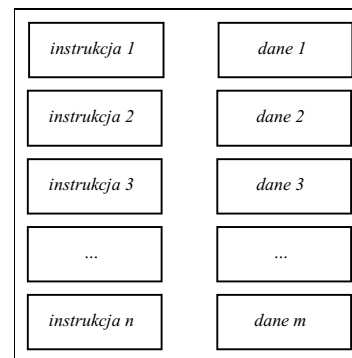 instrukcja 1 dane 1
instrukcja 2 dane 2
instrukcja 3 dane 3
... ...
instrukcja n dane m